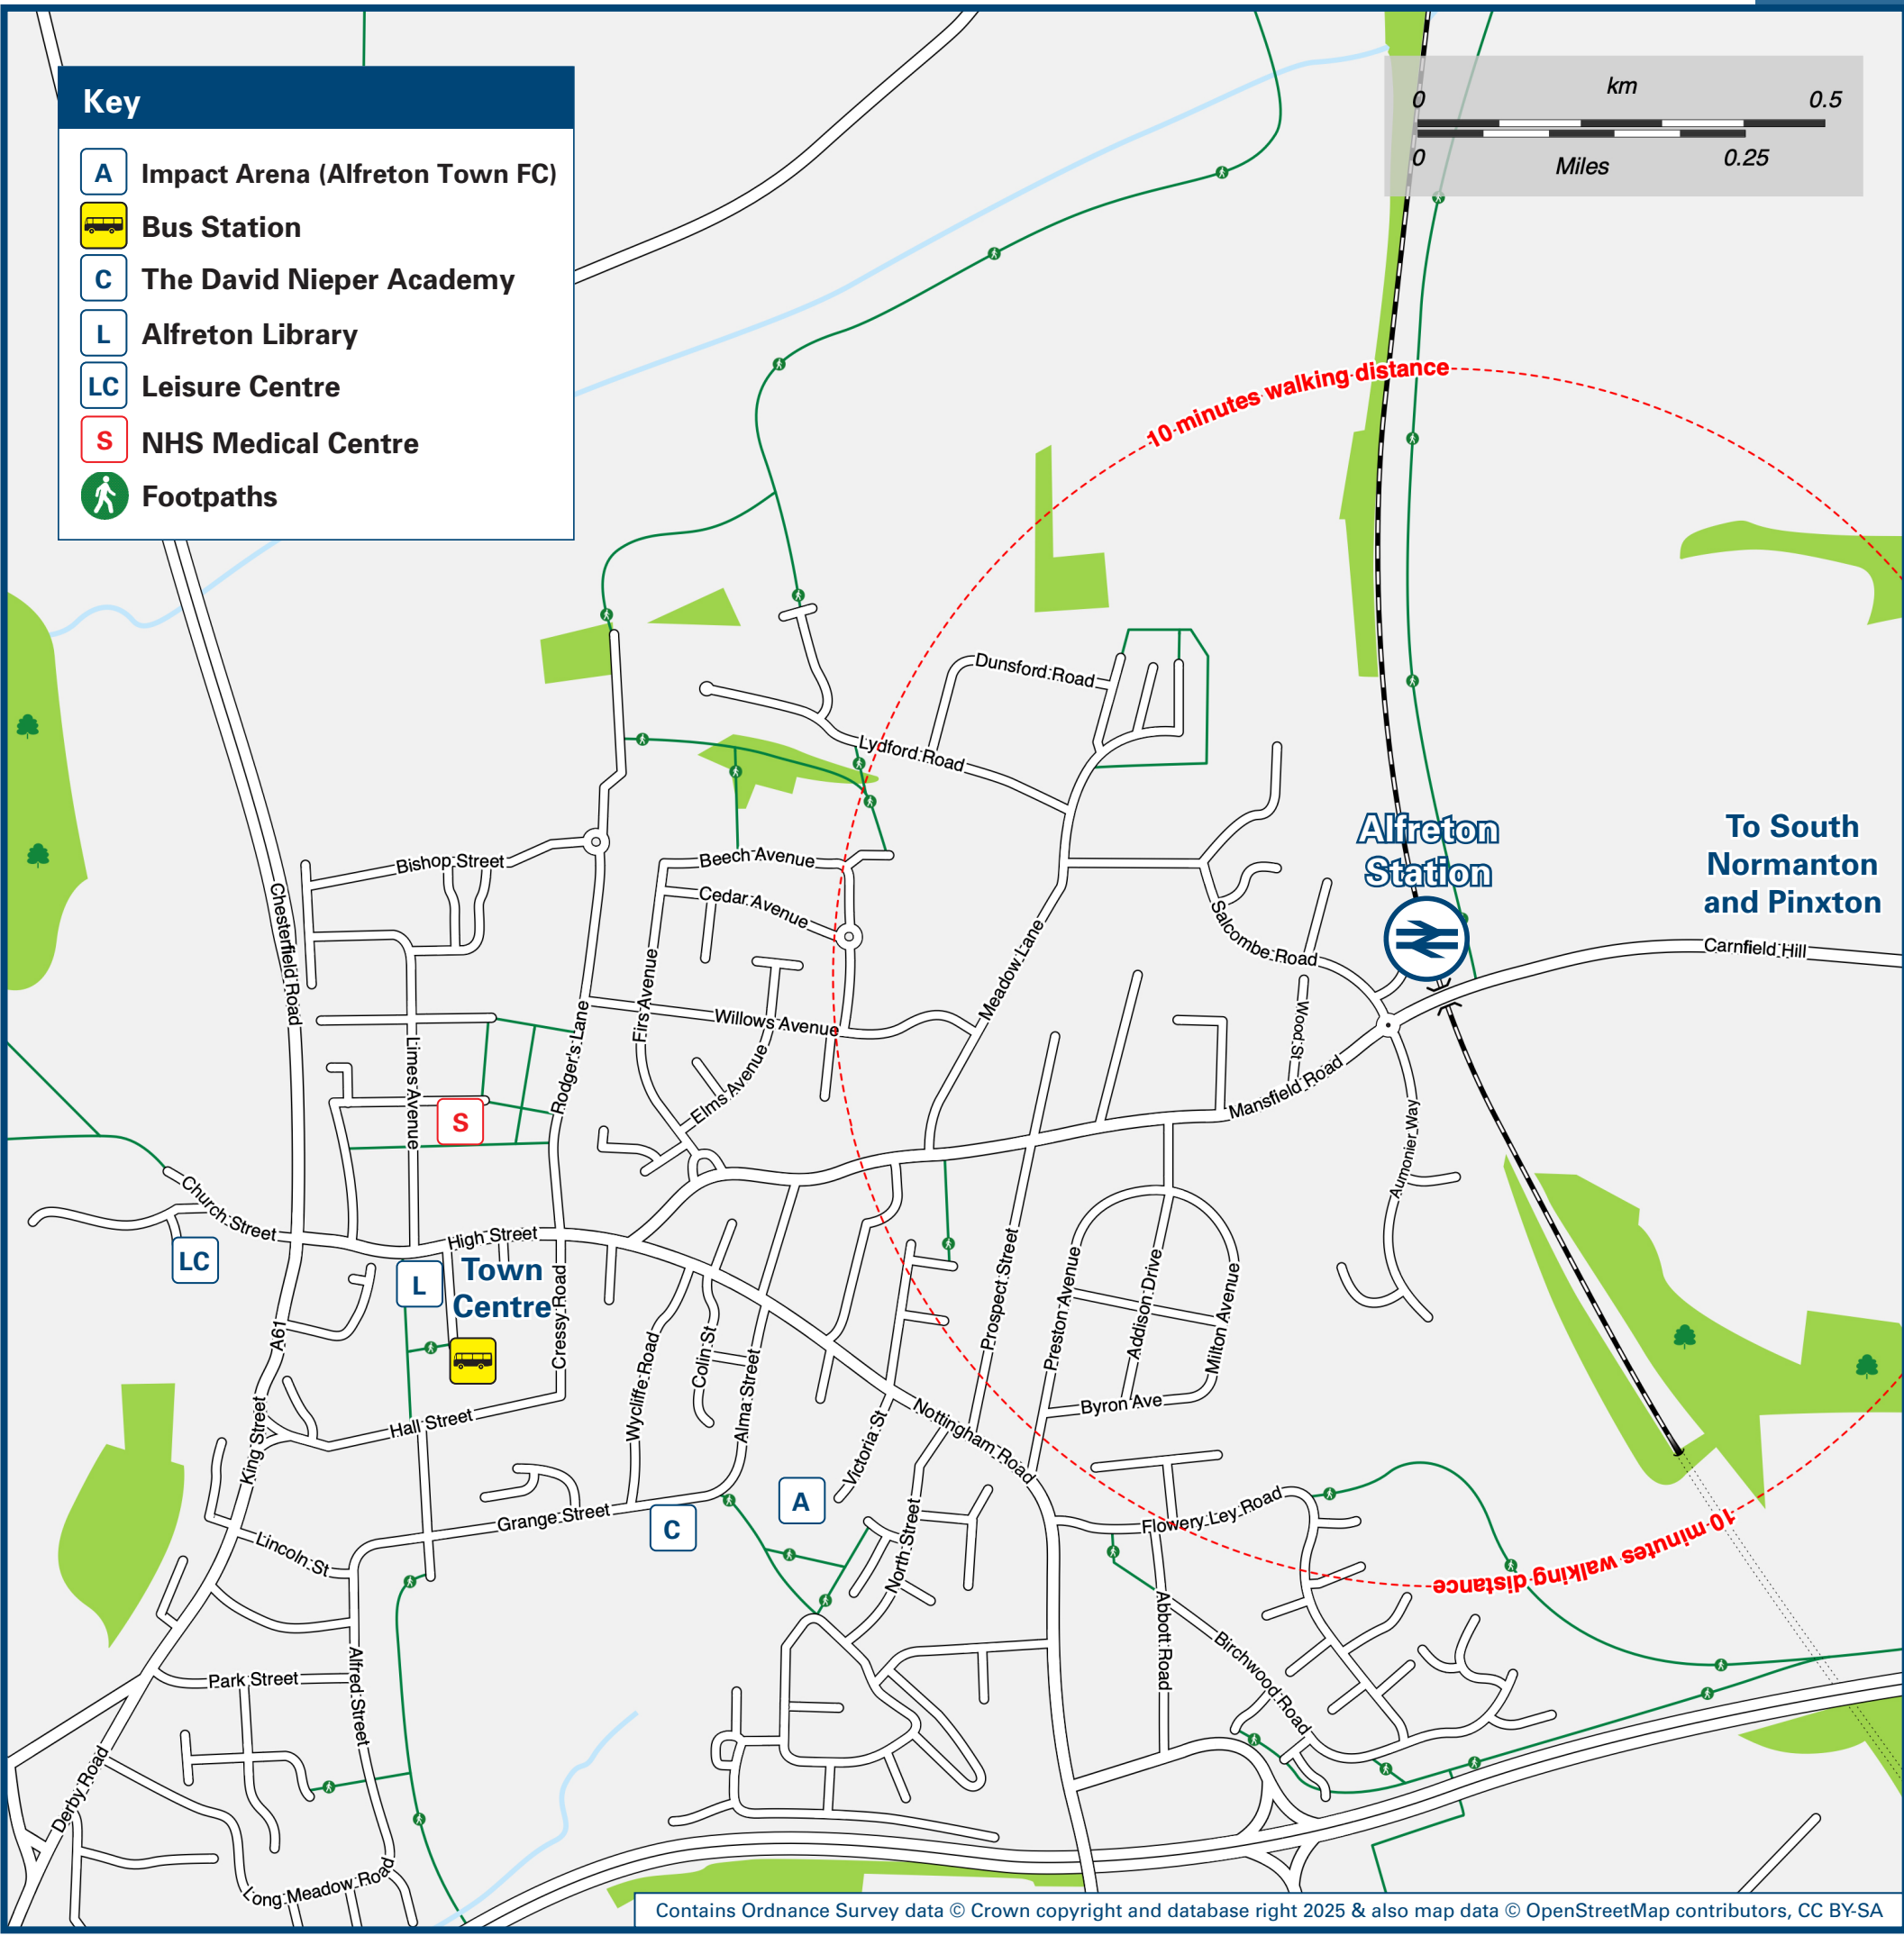 Key
A Impact Arena (Alfreton Town FC)
Bus Station
C The David Nieper Academy
L Alfreton Library
LC Leisure Centre
S NHS Medical Centre
Footpaths
km
0 0.5
0 0.25
Miles
10 minutes walking distance
Dunsford Road
Lydford Road
Alfreton
Station
To South
Normanton
and Pinxton
Carnfield Hill
Bishop Street
Beech Avenue
Cedar Avenue
Chesterfield Road
Salcombe Road
Meadow Lane
Firs Avenue
Willows Avenue
Wood St
Rodger's Lane
Limes Avenue
Elms Avenue
Mansfield Road
S
Aumonier Way
Church Street
LC
High Street
Town
Centre
L
Cressy Road
A61
Prospect Street
Preston Avenue
Addison Drive
Milton Avenue
Wycliffe Road
Colin St
Alma Street
Byron Ave
Hall Street
King Street
Nottingham Road
Victoria St
A
C
Grange Street
Flowery Ley Road
North Street
Lincoln St
10 minutes walking distance
Abbott Road
Birchwood Road
Park Street
Alfred Street
Derby Road
Long Meadow Road
Contains Ordnance Survey data © Crown copyright and database right 2025 & also map data © OpenStreetMap contributors, CC BY-SA